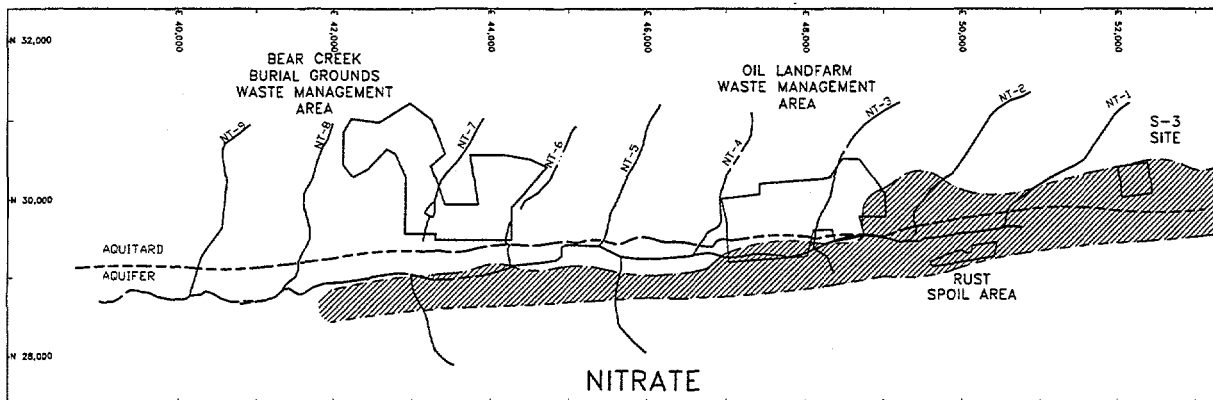 E 40,000
E 42,000
E 44,000
E 46,000
E 48,000
E 50,000
E 52,000
N 32,000
BEAR CREEK
BURIAL GROUNDS
WASTE MANAGEMENT
AREA
OIL LANDFARM
WASTE MANAGEMENT
AREA
S-3
SITE
NT-9
NT-8
NT-7
NT-6
NT-5
NT-4
NT-3
NT-2
NT-1
N 30,000
AQUITARD
AQUIFER
RUST
SPOIL AREA
N 28,000
NITRATE